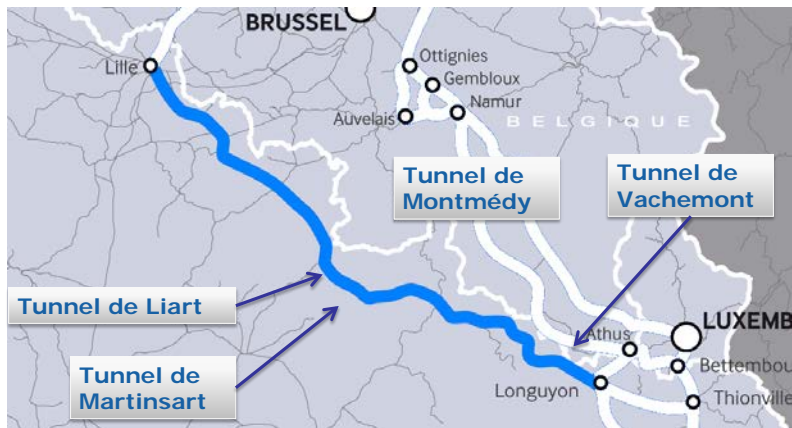 BRUSSEL
Lille
Ottignies
Gembloux
Namur
Auvelais
BELGIQUE
Tunnel de
Montmédy
Tunnel de
Vachemont
Tunnel de Liart
Tunnel de
Martinsart
LUXEMB
Athus
Bettembou
Longuyon
Thionville